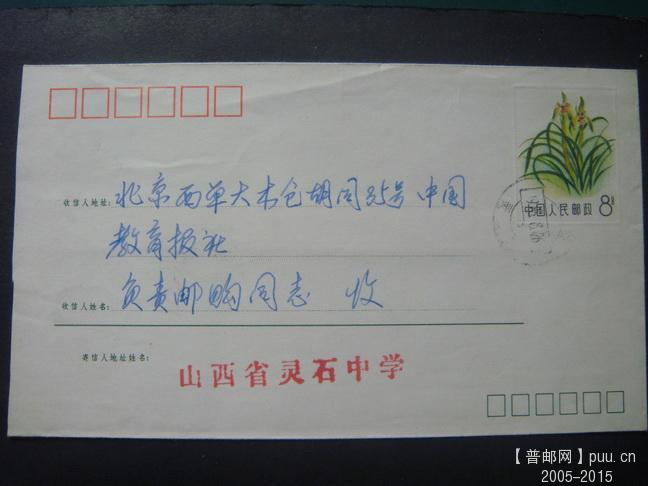 中国人民邮政 8分
收信人地址: 北京西单大木仓胡同35号中国
教育报社
收信人姓名: 负责邮购同志 收
寄信人地址姓名: 山西省灵石中学
【普邮网】puu.cn
2005-2015